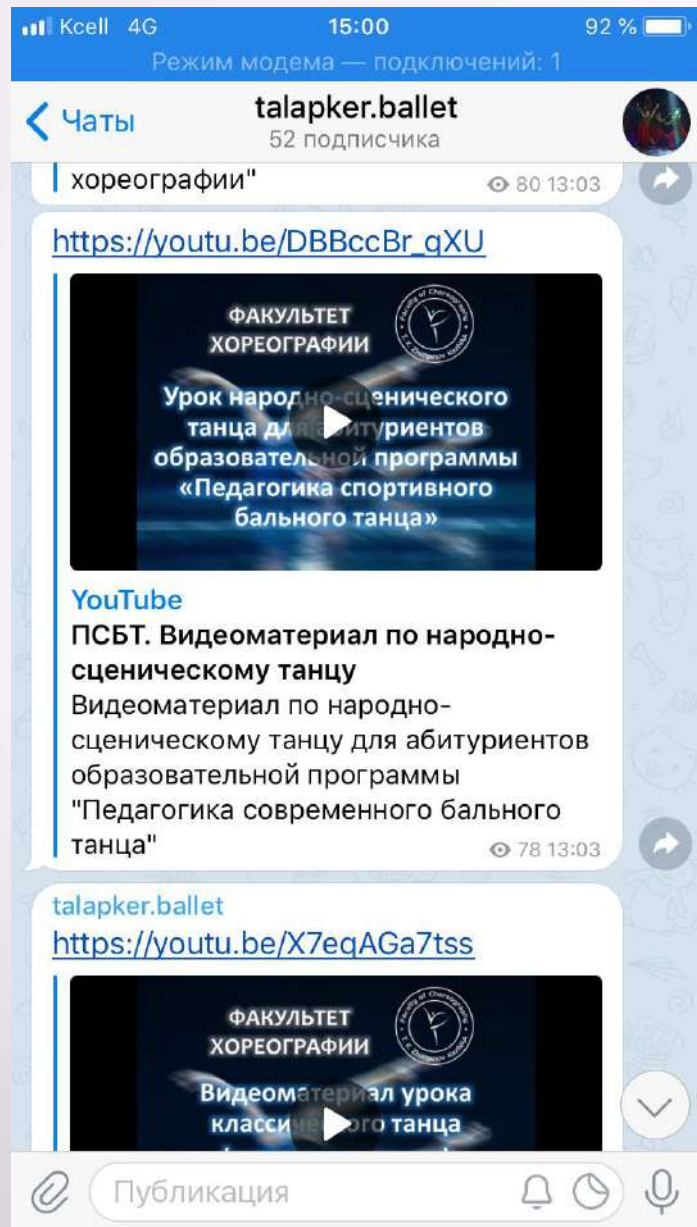 Kcell 4G 15:00 92 %
Режим модема — подключений: 1
Чаты
talapker.ballet
52 подписчика
хореографии"
80 13:03
https://youtu.be/DBBccBr_qXU
ФАКУЛЬТЕТ
ХОРЕОГРАФИИ
Урок народно-сценического
танца для абитуриентов
образовательной программы
«Педагогика спортивного
бального танца»
YouTube
ПСБТ. Видеоматериал по народно-
сценическому танцу
Видеоматериал по народно-
сценическому танцу для абитуриентов
образовательной программы
"Педагогика современного бального
танца"
78 13:03
talapker.ballet
https://youtu.be/X7eqAGa7tss
ФАКУЛЬТЕТ
ХОРЕОГРАФИИ
Видеоматериал урока
классического танца
Публикация